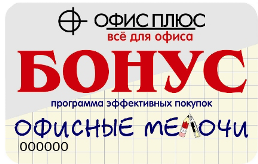 ОФИС ПЛЮС
всё для офиса
БОНУС
программа эффективных покупок
ОФИСНЫЕ МЕЛОЧИ
000000